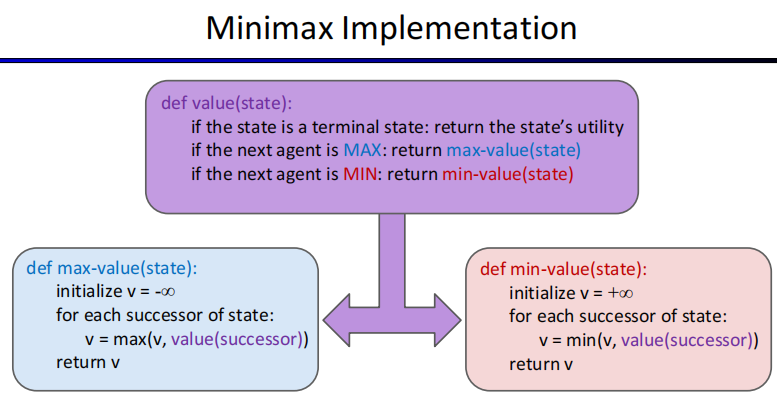 Minimax Implementation
def value(state):
if the state is a terminal state: return the state’s utility
if the next agent is MAX: return max-value(state)
if the next agent is MIN: return min-value(state)
def max-value(state):
initialize v = -∞
for each successor of state:
v = max(v, value(successor))
return v
def min-value(state):
initialize v = +∞
for each successor of state:
v = min(v, value(successor))
return v